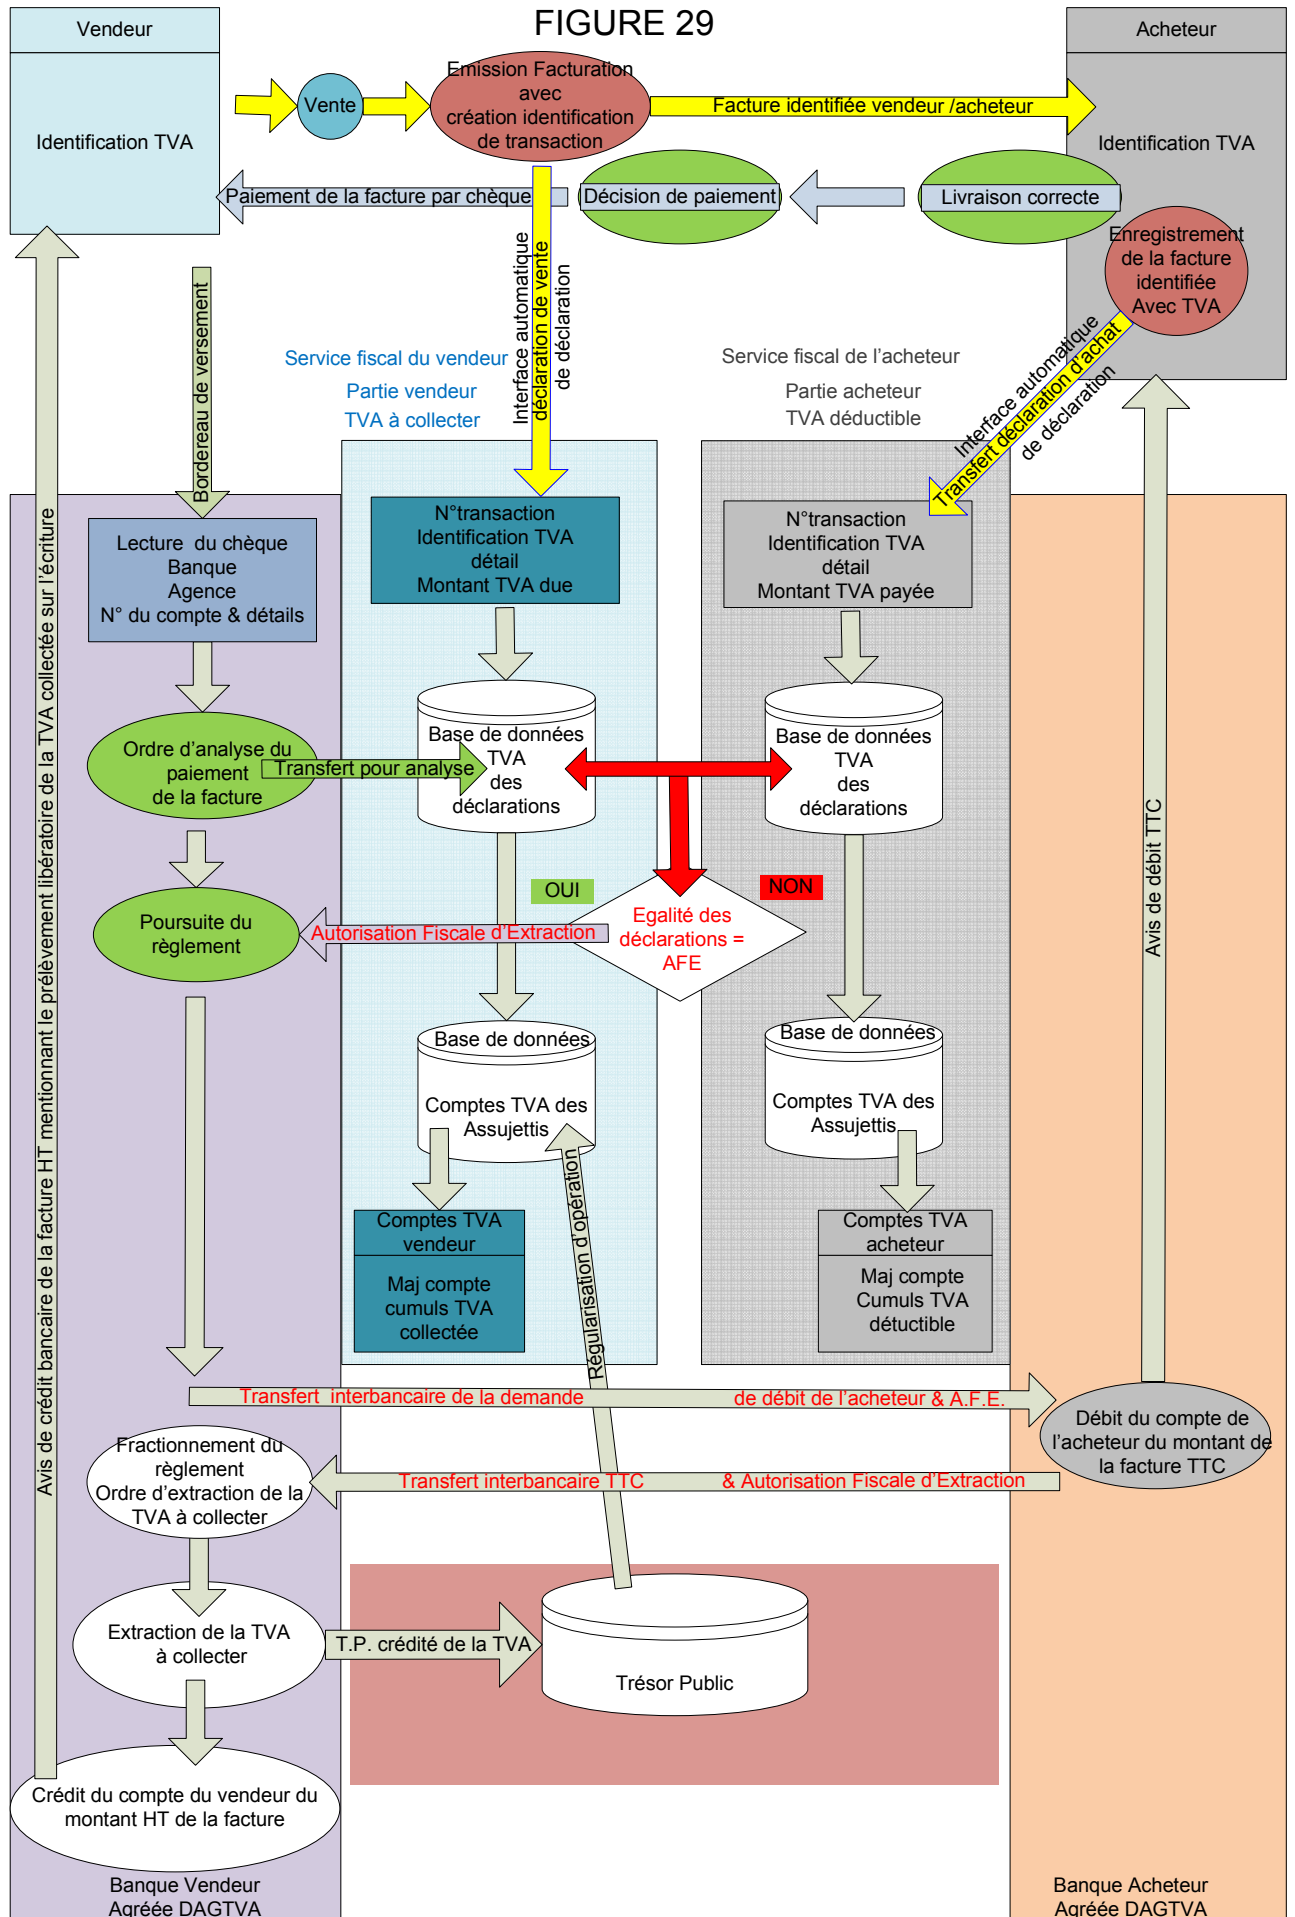 FIGURE 29
Vendeur
Identification TVA
Vente
Emission Facturation
avec
création identification
de transaction
Facture identifiée vendeur /acheteur
Acheteur
Identification TVA
Paiement de la facture par chèque
Décision de paiement
Livraison correcte
Enregistrement
de la facture
identifiée
Avec TVA
Bordereau de versement
Interface automatique
déclaration de vente
de déclaration
Interface automatique
Transfert déclaration d'achat
de déclaration
Service fiscal du vendeur
Partie vendeur
TVA à collecter
Service fiscal de l'acheteur
Partie acheteur
TVA déductible
Lecture du chèque
Banque
Agence
N° du compte & détails
N°transaction
Identification TVA
détail
Montant TVA due
N°transaction
Identification TVA
détail
Montant TVA payée
Ordre d'analyse du
paiement
de la facture
Transfert pour analyse
Base de données
TVA
des
déclarations
Base de données
TVA
des
déclarations
OUI
NON
Poursuite du
règlement
Autorisation Fiscale d'Extraction
Egalité des
déclarations =
AFE
Avis de débit TTC
Avis de crédit bancaire de la facture HT mentionnant le prélèvement libératoire de la TVA collectée sur l'écriture
Base de données
Comptes TVA des
Assujettis
Base de données
Comptes TVA des
Assujettis
Comptes TVA
vendeur
Maj compte
cumuls TVA
collectée
Régularisation d'opération
Comptes TVA
acheteur
Maj compte
Cumuls TVA
détuctible
Transfert interbancaire de la demande de débit de l'acheteur & A.F.E.
Débit du compte de
l'acheteur du montant de
la facture TTC
Fractionnement du
règlement
Ordre d'extraction de la
TVA à collecter
Transfert interbancaire TTC & Autorisation Fiscale d'Extraction
Extraction de la TVA
à collecter
T.P. crédité de la TVA
Trésor Public
Crédit du compte du vendeur du
montant HT de la facture
Banque Vendeur
Agréée DAGTVA
Banque Acheteur
Agréée DAGTVA